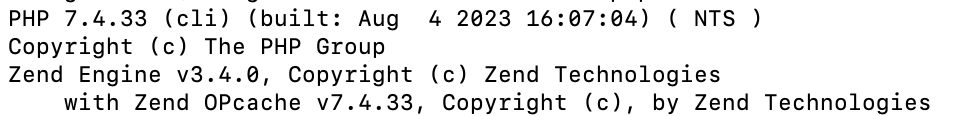 PHP 7.4.33 (cli) (built: Aug  4 2023 16:07:04) ( NTS )
Copyright (c) The PHP Group
Zend Engine v3.4.0, Copyright (c) Zend Technologies
    with Zend OPcache v7.4.33, Copyright (c), by Zend Technologies